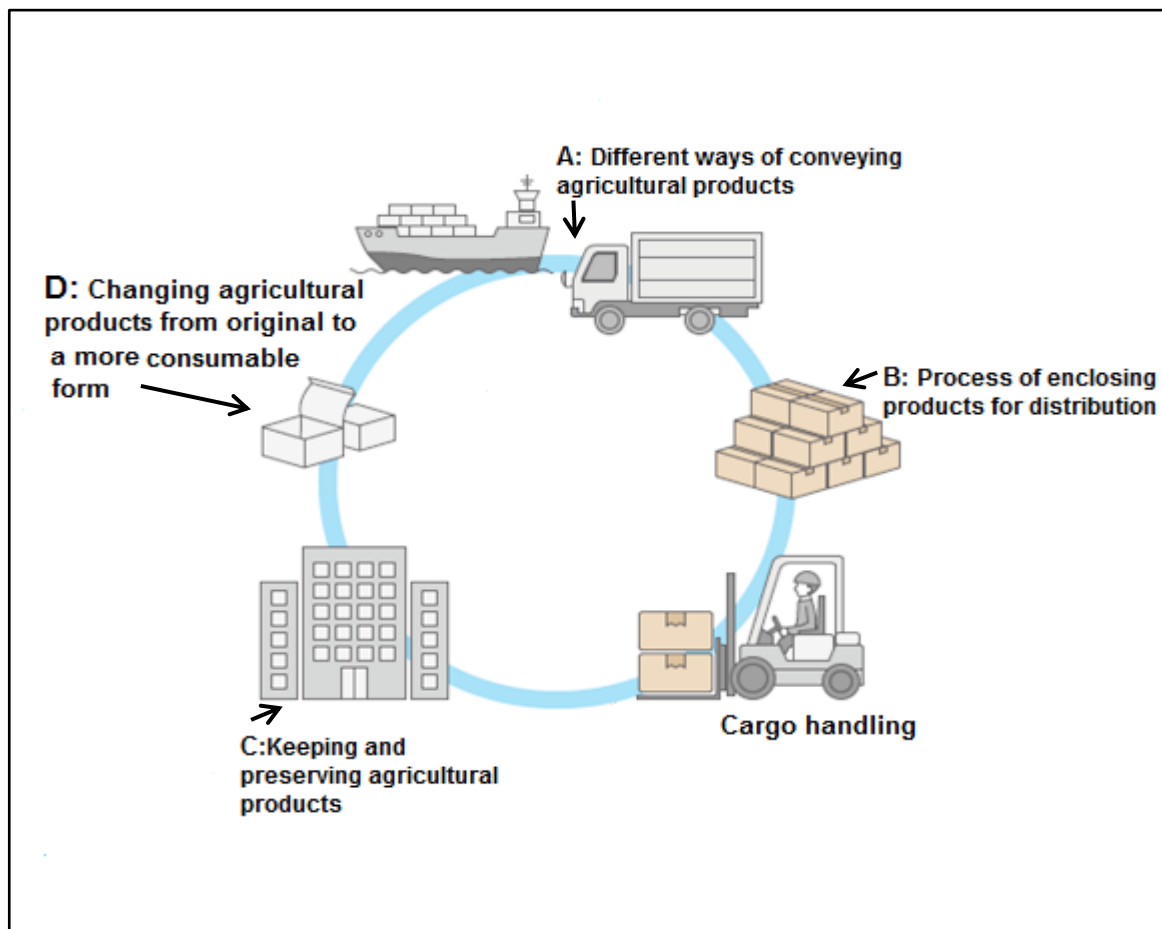 A: Different ways of conveying
agricultural products
D: Changing agricultural
products from original to
a more consumable
form
B: Process of enclosing
products for distribution
Cargo handling
C:Keeping and
preserving agricultural
products